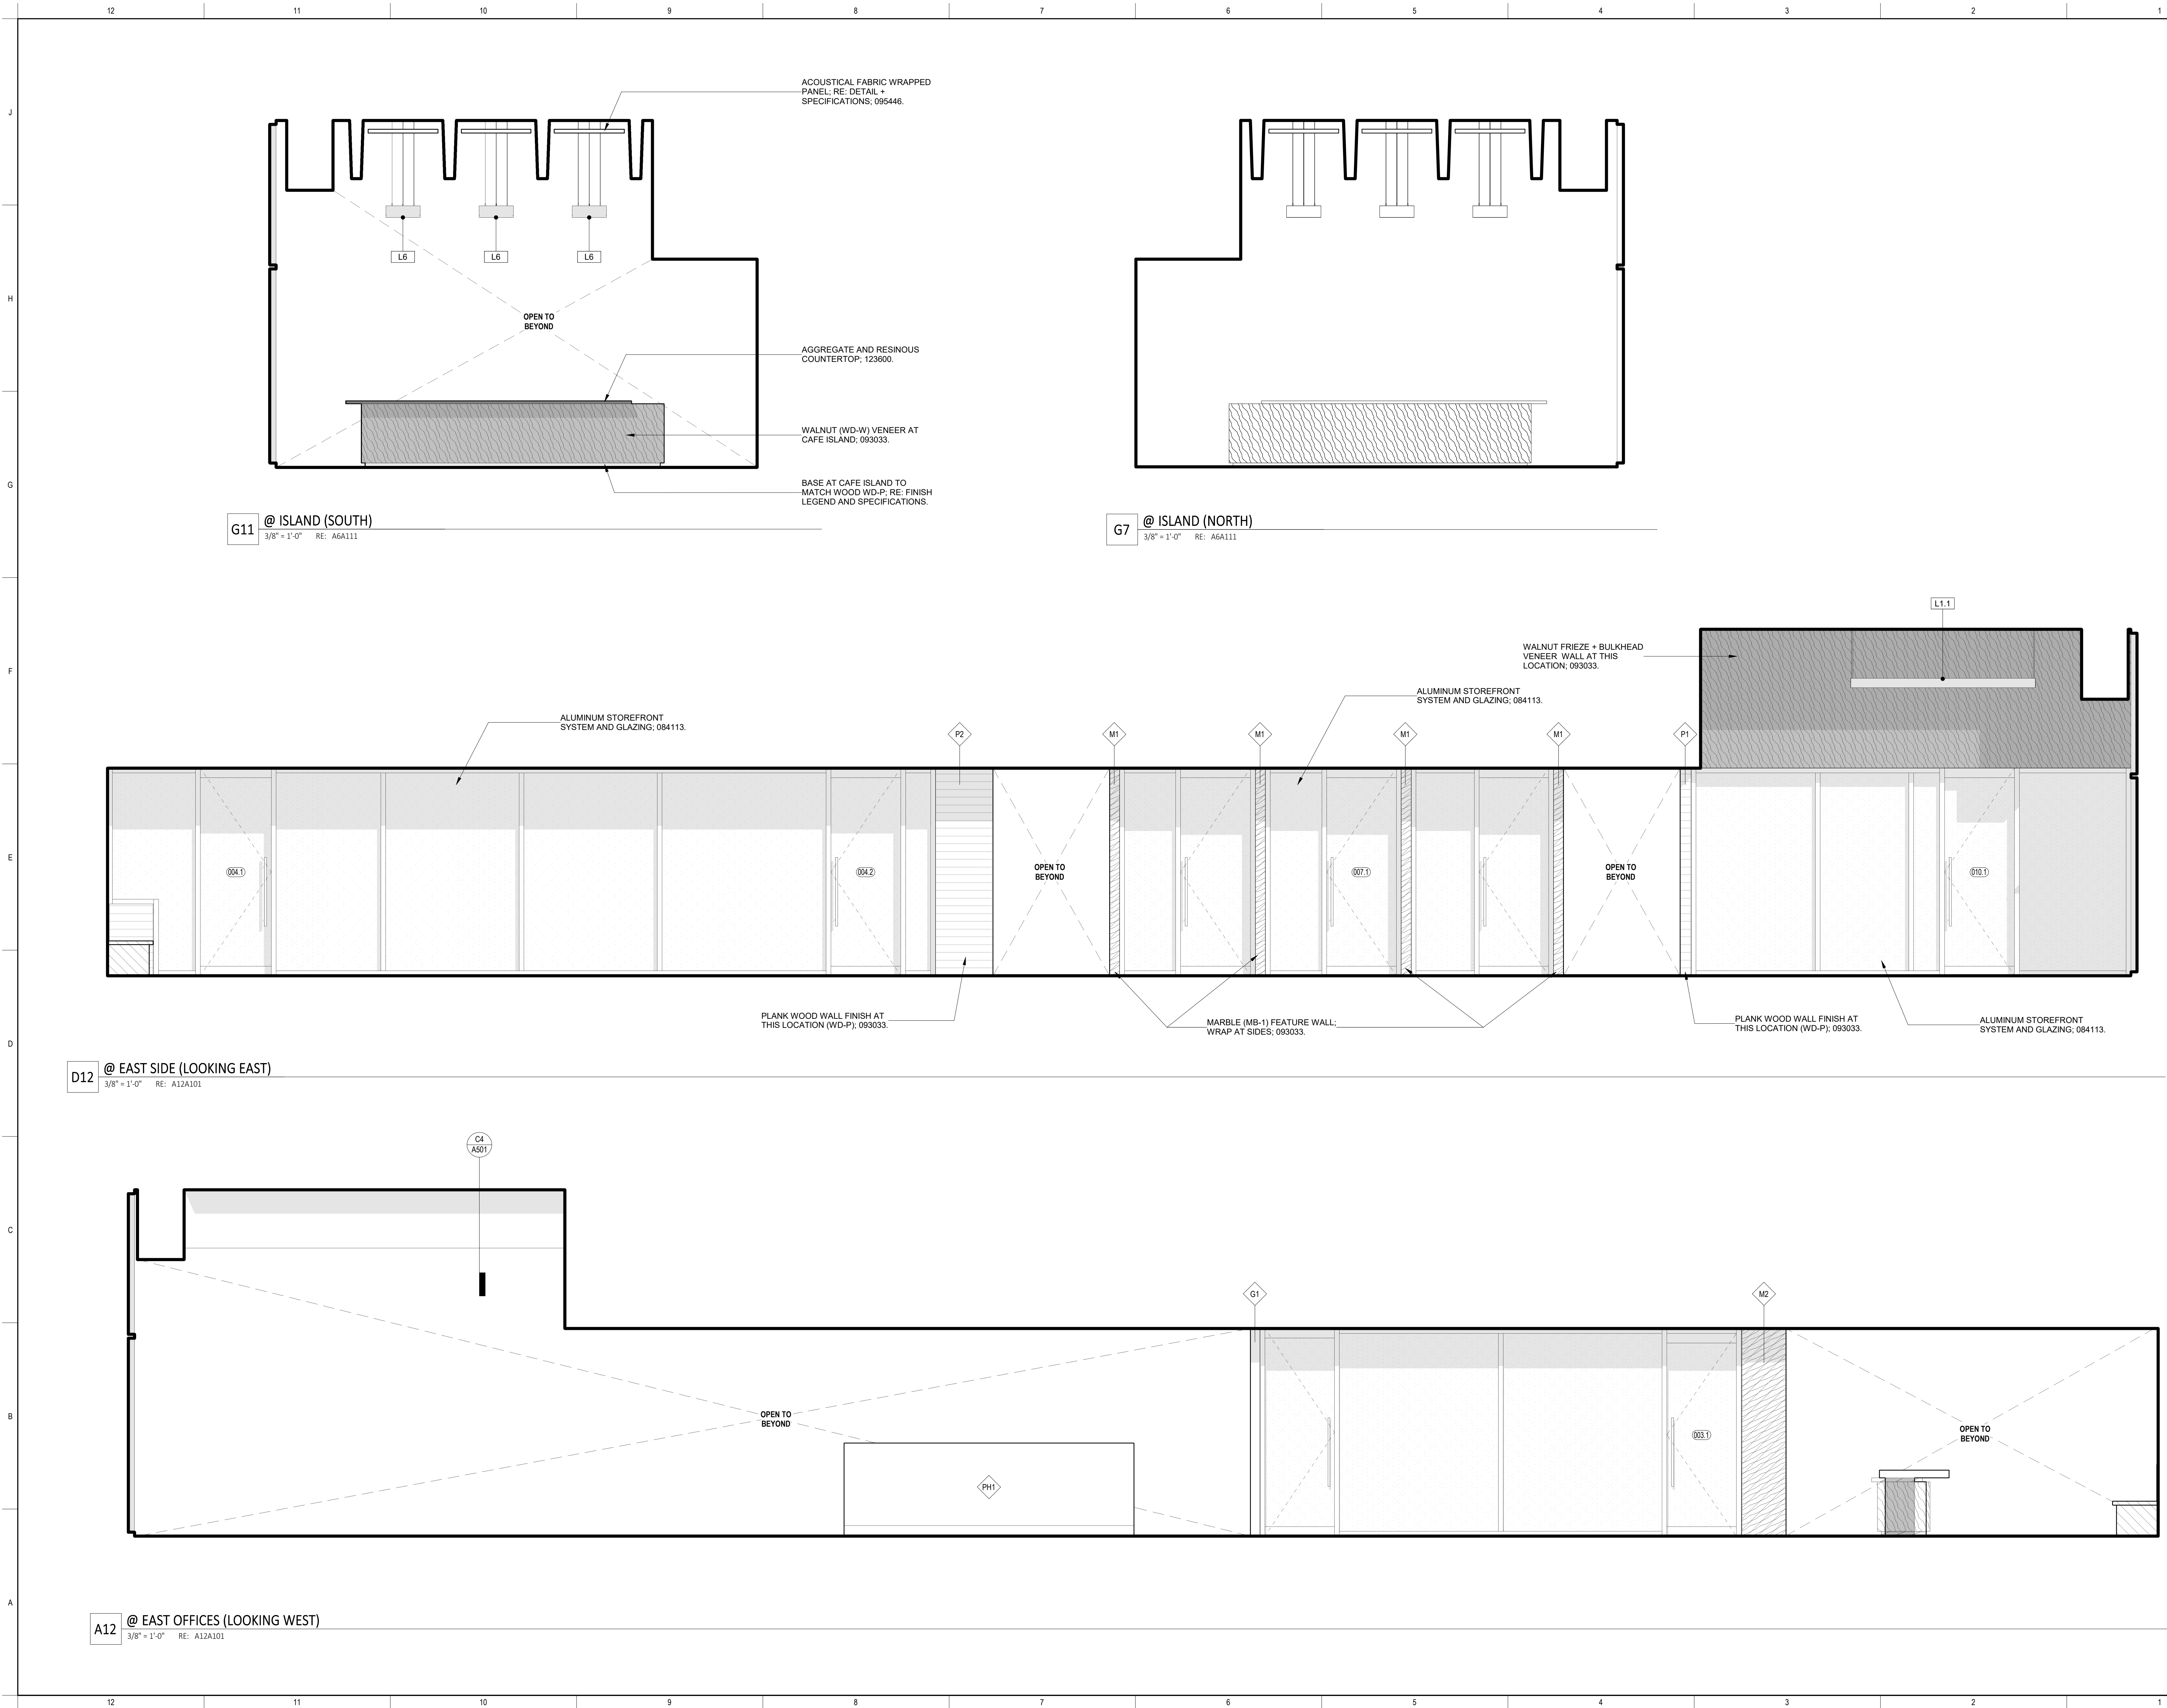 12 11 10 9 8 7 6 5 4 3 2 1
J
H
G
F
E
D
C
B
A
ACOUSTICAL FABRIC WRAPPED
PANEL; RE: DETAIL +
SPECIFICATIONS; 095446.
L6 L6 L6
OPEN TO
BEYOND
AGGREGATE AND RESINOUS
COUNTERTOP; 123600.
WALNUT (WD-W) VENEER AT
CAFE ISLAND; 093033.
BASE AT CAFE ISLAND TO
MATCH WOOD WD-P; RE: FINISH
LEGEND AND SPECIFICATIONS.
G11 @ ISLAND (SOUTH)
3/8" = 1'-0" RE: A6A111
G7 @ ISLAND (NORTH)
3/8" = 1'-0" RE: A6A111
L1.1
WALNUT FRIEZE + BULKHEAD
VENEER WALL AT THIS
LOCATION; 093033.
ALUMINUM STOREFRONT
SYSTEM AND GLAZING; 084113.
ALUMINUM STOREFRONT
SYSTEM AND GLAZING; 084113.
P2 M1 M1 M1 M1 P1
004.1
004.2
OPEN TO
BEYOND
007.1
OPEN TO
BEYOND
010.1
PLANK WOOD WALL FINISH AT
THIS LOCATION (WD-P); 093033.
MARBLE (MB-1) FEATURE WALL;
WRAP AT SIDES; 093033.
PLANK WOOD WALL FINISH AT
THIS LOCATION (WD-P); 093033.
ALUMINUM STOREFRONT
SYSTEM AND GLAZING; 084113.
D12 @ EAST SIDE (LOOKING EAST)
3/8" = 1'-0" RE: A12A101
C4
A501
G1
M2
OPEN TO
BEYOND
PH1
003.1
OPEN TO
BEYOND
A12 @ EAST OFFICES (LOOKING WEST)
3/8" = 1'-0" RE: A12A101
12 11 10 9 8 7 6 5 4 3 2 1